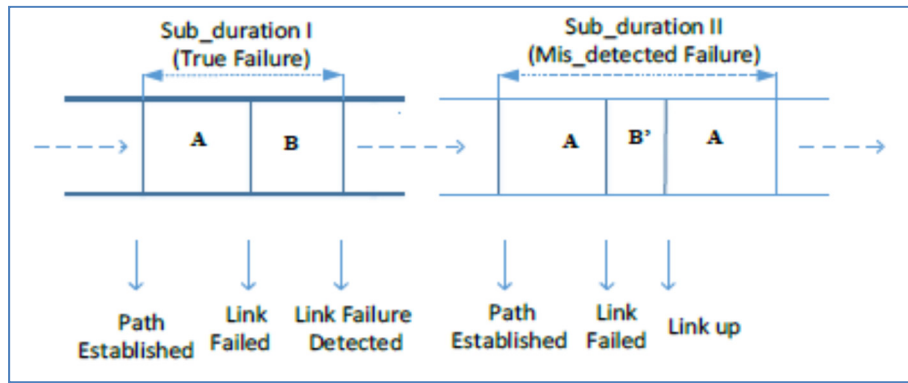 Sub_duration I
(True Failure)
Sub_duration II
(Mis_detected Failure)
A
B
A
B’
A
Path
Established
Link
Failed
Link Failure
Detected
Path
Established
Link
Failed
Link up